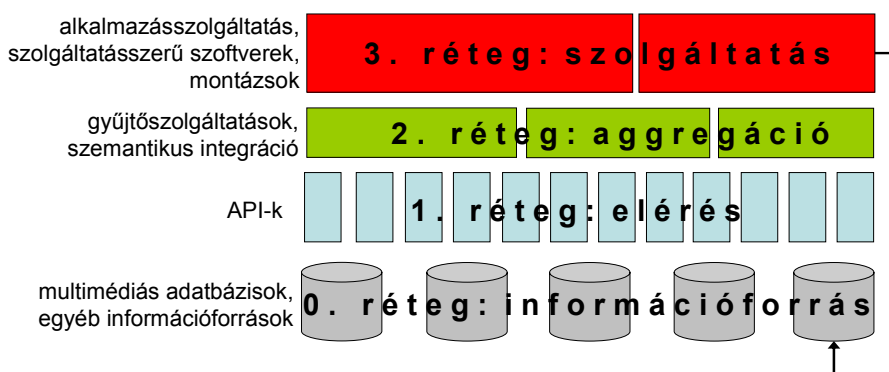 alkalmazásszolgáltatás,
szolgáltatásszerű szoftverek,
montázsok
3. réteg: szolgáltatás
gyűjtőszolgáltatások,
szemantikus integráció
2. réteg: aggregáció
API-k
1. réteg: elérés
multimédiás adatbázisok,
egyéb információforrások
0. réteg: információforrás